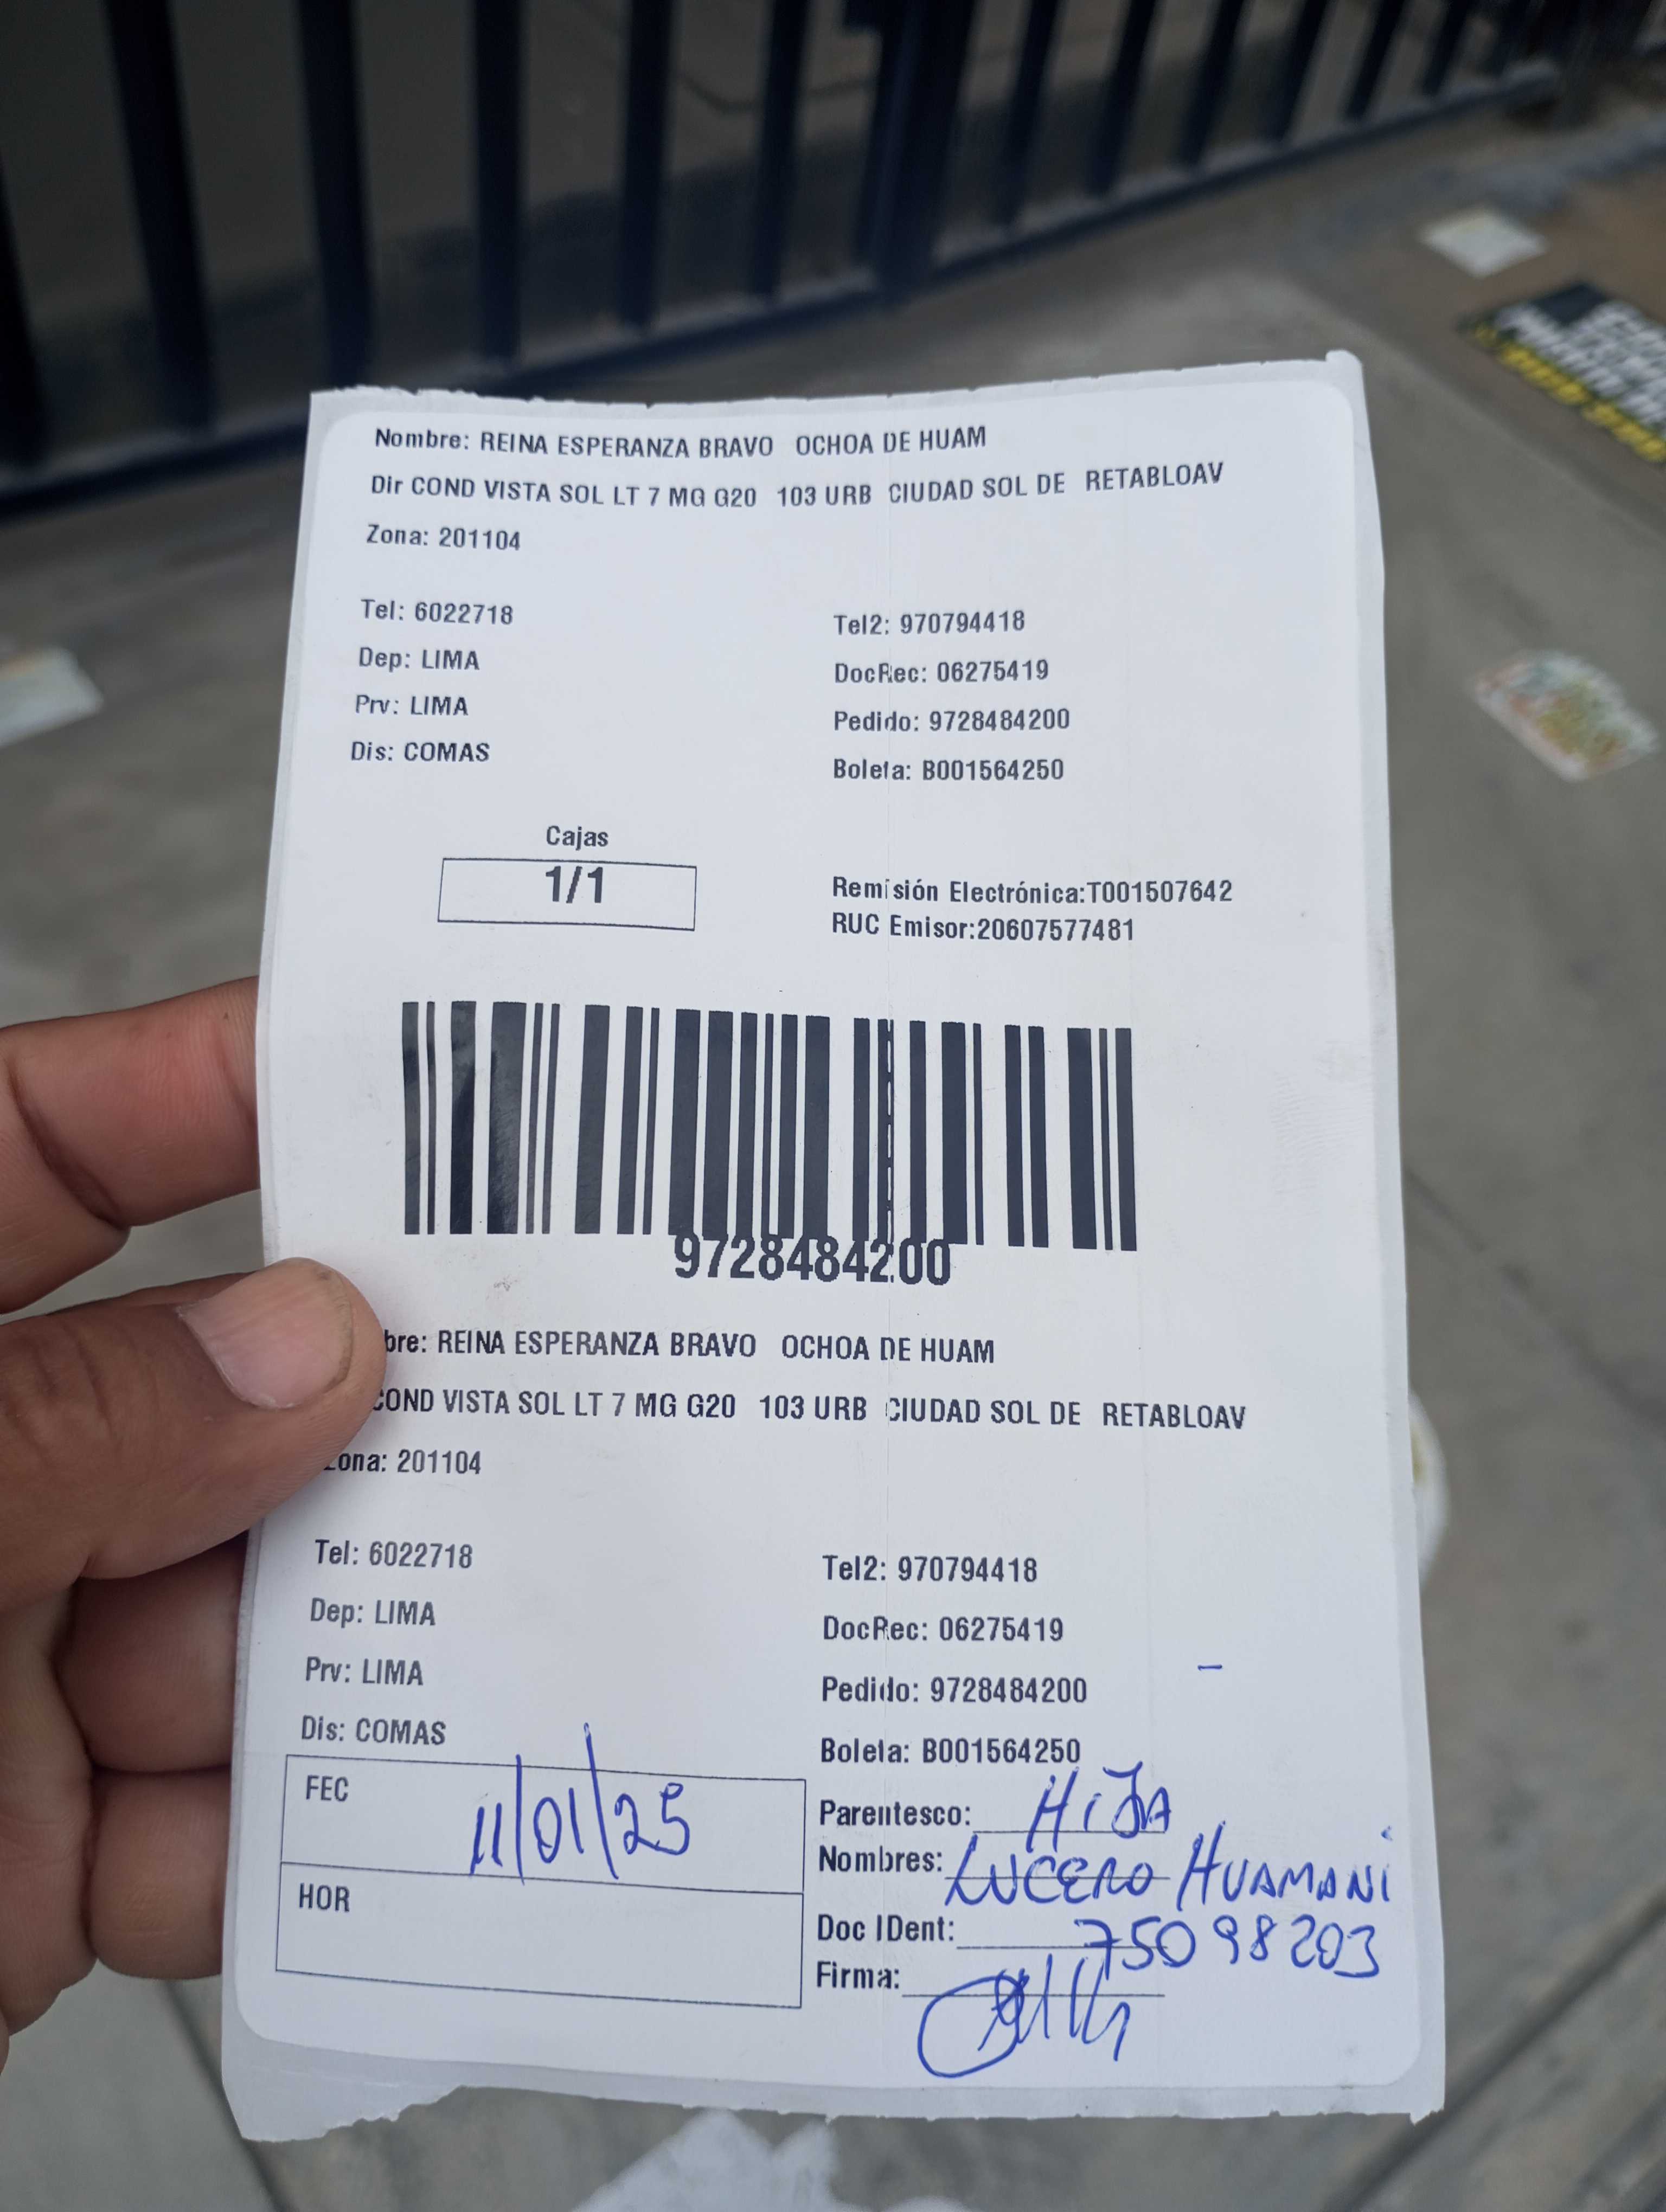 Nombre: REINA ESPERANZA BRAVO OCHOA DE HUAM
Dir COND VISTA SOL LT 7 MG G20 103 URB CIUDAD SOL DE RETABLOAV
Zona: 201104
Tel: 6022718 Tel2: 970794418
Dep: LIMA DocRec: 06275419
Prv: LIMA Pedido: 9728484200
Dis: COMAS Boleta: B001564250
Cajas
1/1
Remisión Electrónica:T001507642
RUC Emisor:20607577481
9728484200
bre: REINA ESPERANZA BRAVO OCHOA DE HUAM
COND VISTA SOL LT 7 MG G20 103 URB CIUDAD SOL DE RETABLOAV
Zona: 201104
Tel: 6022718 Tel2: 970794418
Dep: LIMA DocRec: 06275419
Prv: LIMA Pedido: 9728484200
Dis: COMAS Boleta: B001564250
FEC 11/01/25
HOR
Parentesco: HIJA
Nombres: LUCERO HUAMANI
Doc IDent: 75098203
Firma: